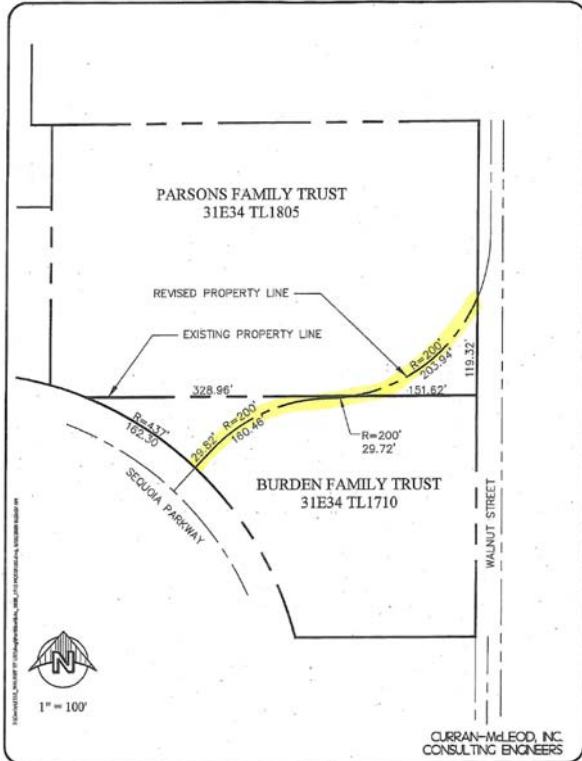 PARSONS FAMILY TRUST
31E34 TL1805
REVISED PROPERTY LINE
EXISTING PROPERTY LINE
R=200'
203.94'
119.32'
328.96'
151.62'
R=437'
162.30
29.82'
R=200'
160.46'
R=200'
29.72'
SEQUOIA PARKWAY
BURDEN FAMILY TRUST
31E34 TL1710
WALNUT STREET
N
1" = 100'
CURRAN-McLEOD, INC.
CONSULTING ENGINEERS